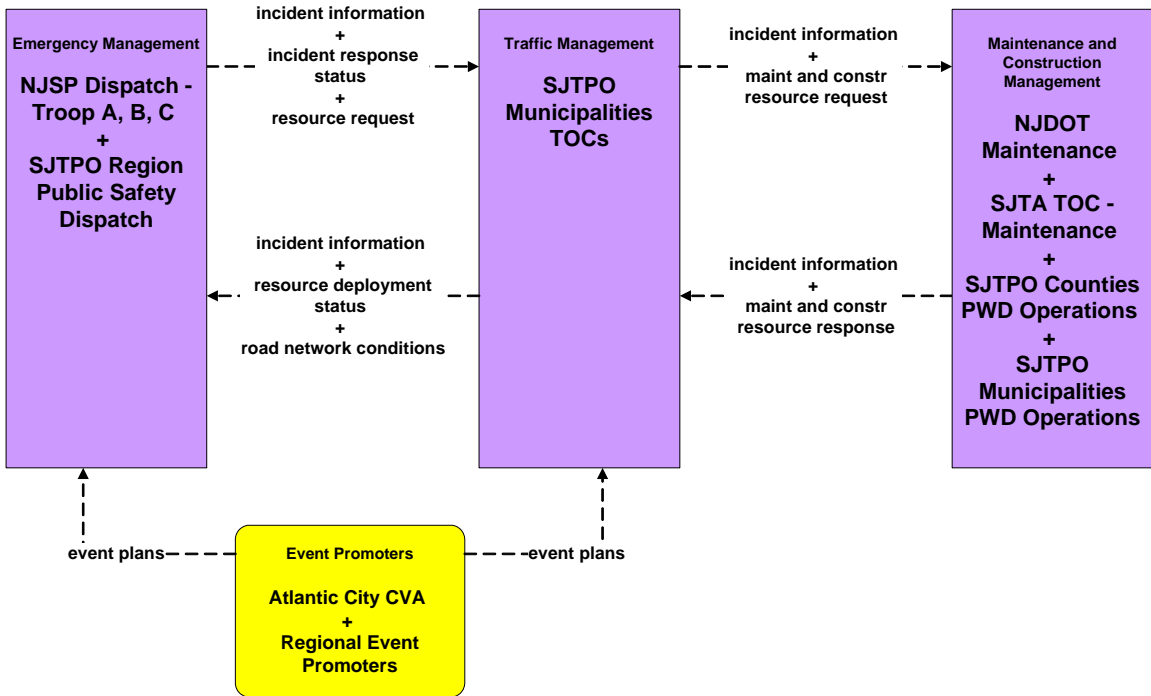 Emergency Management
NJSP Dispatch -
Troop A, B, C
+
SJTPO Region
Public Safety
Dispatch
incident information
+
incident response
status
+
resource request
incident information
+
resource deployment
status
+
road network conditions
Traffic Management
SJTPO
Municipalities
TOCs
incident information
+
maint and constr
resource request
incident information
+
maint and constr
resource response
Maintenance and
Construction
Management
NJDOT
Maintenance
+
SJTA TOC -
Maintenance
+
SJTPO Counties
PWD Operations
+
SJTPO
Municipalities
PWD Operations
event plans
Event Promoters
Atlantic City CVA
+
Regional Event
Promoters
event plans